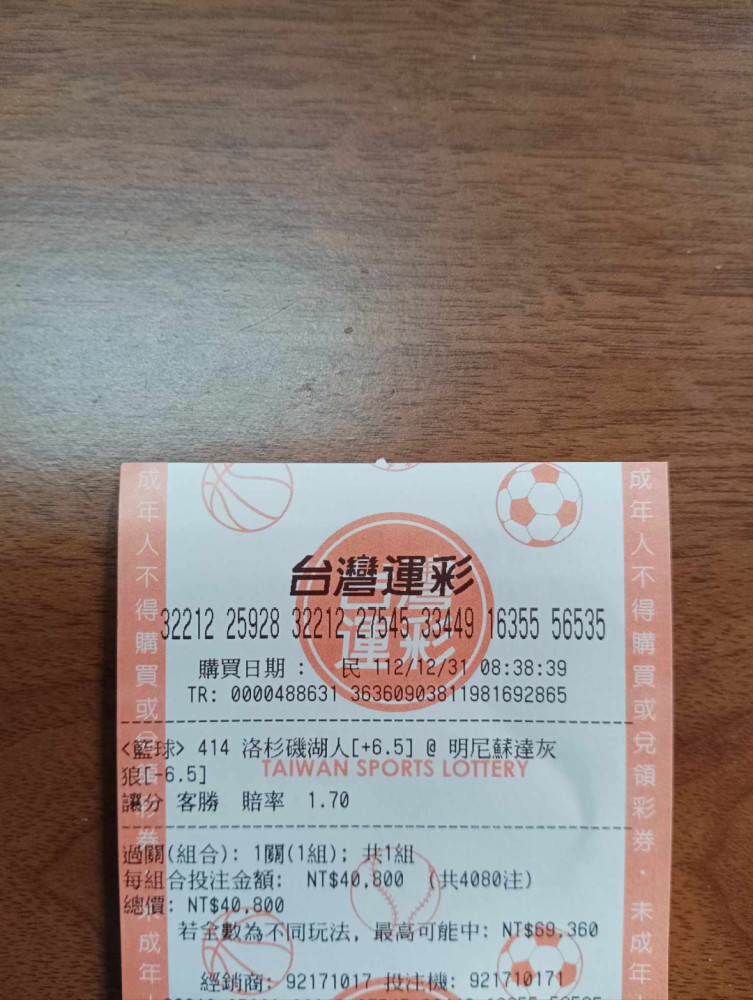 台灣運彩
32212 25928 32212 27545 33449 16355 56535
購買日期： 民 112/12/31 08:38:39
TR: 0000488631 36360903811981692865
<籃球> 414 洛杉磯湖人[+6.5] @ 明尼蘇達灰
狼[-6.5]
TAIWAN SPORTS LOTTERY
讓分 客勝 賠率 1.70
過關(組合): 1關(1組); 共1組
每組合投注金額: NT$40,800 (共4080注)
總價: NT$40,800
若全數為不同玩法, 最高可能中: NT$69,360
經銷商: 92171017 投注機: 921710171
成年人不得購買或兌領彩券・未成年
成年人不得購買或兌領彩券・未成年